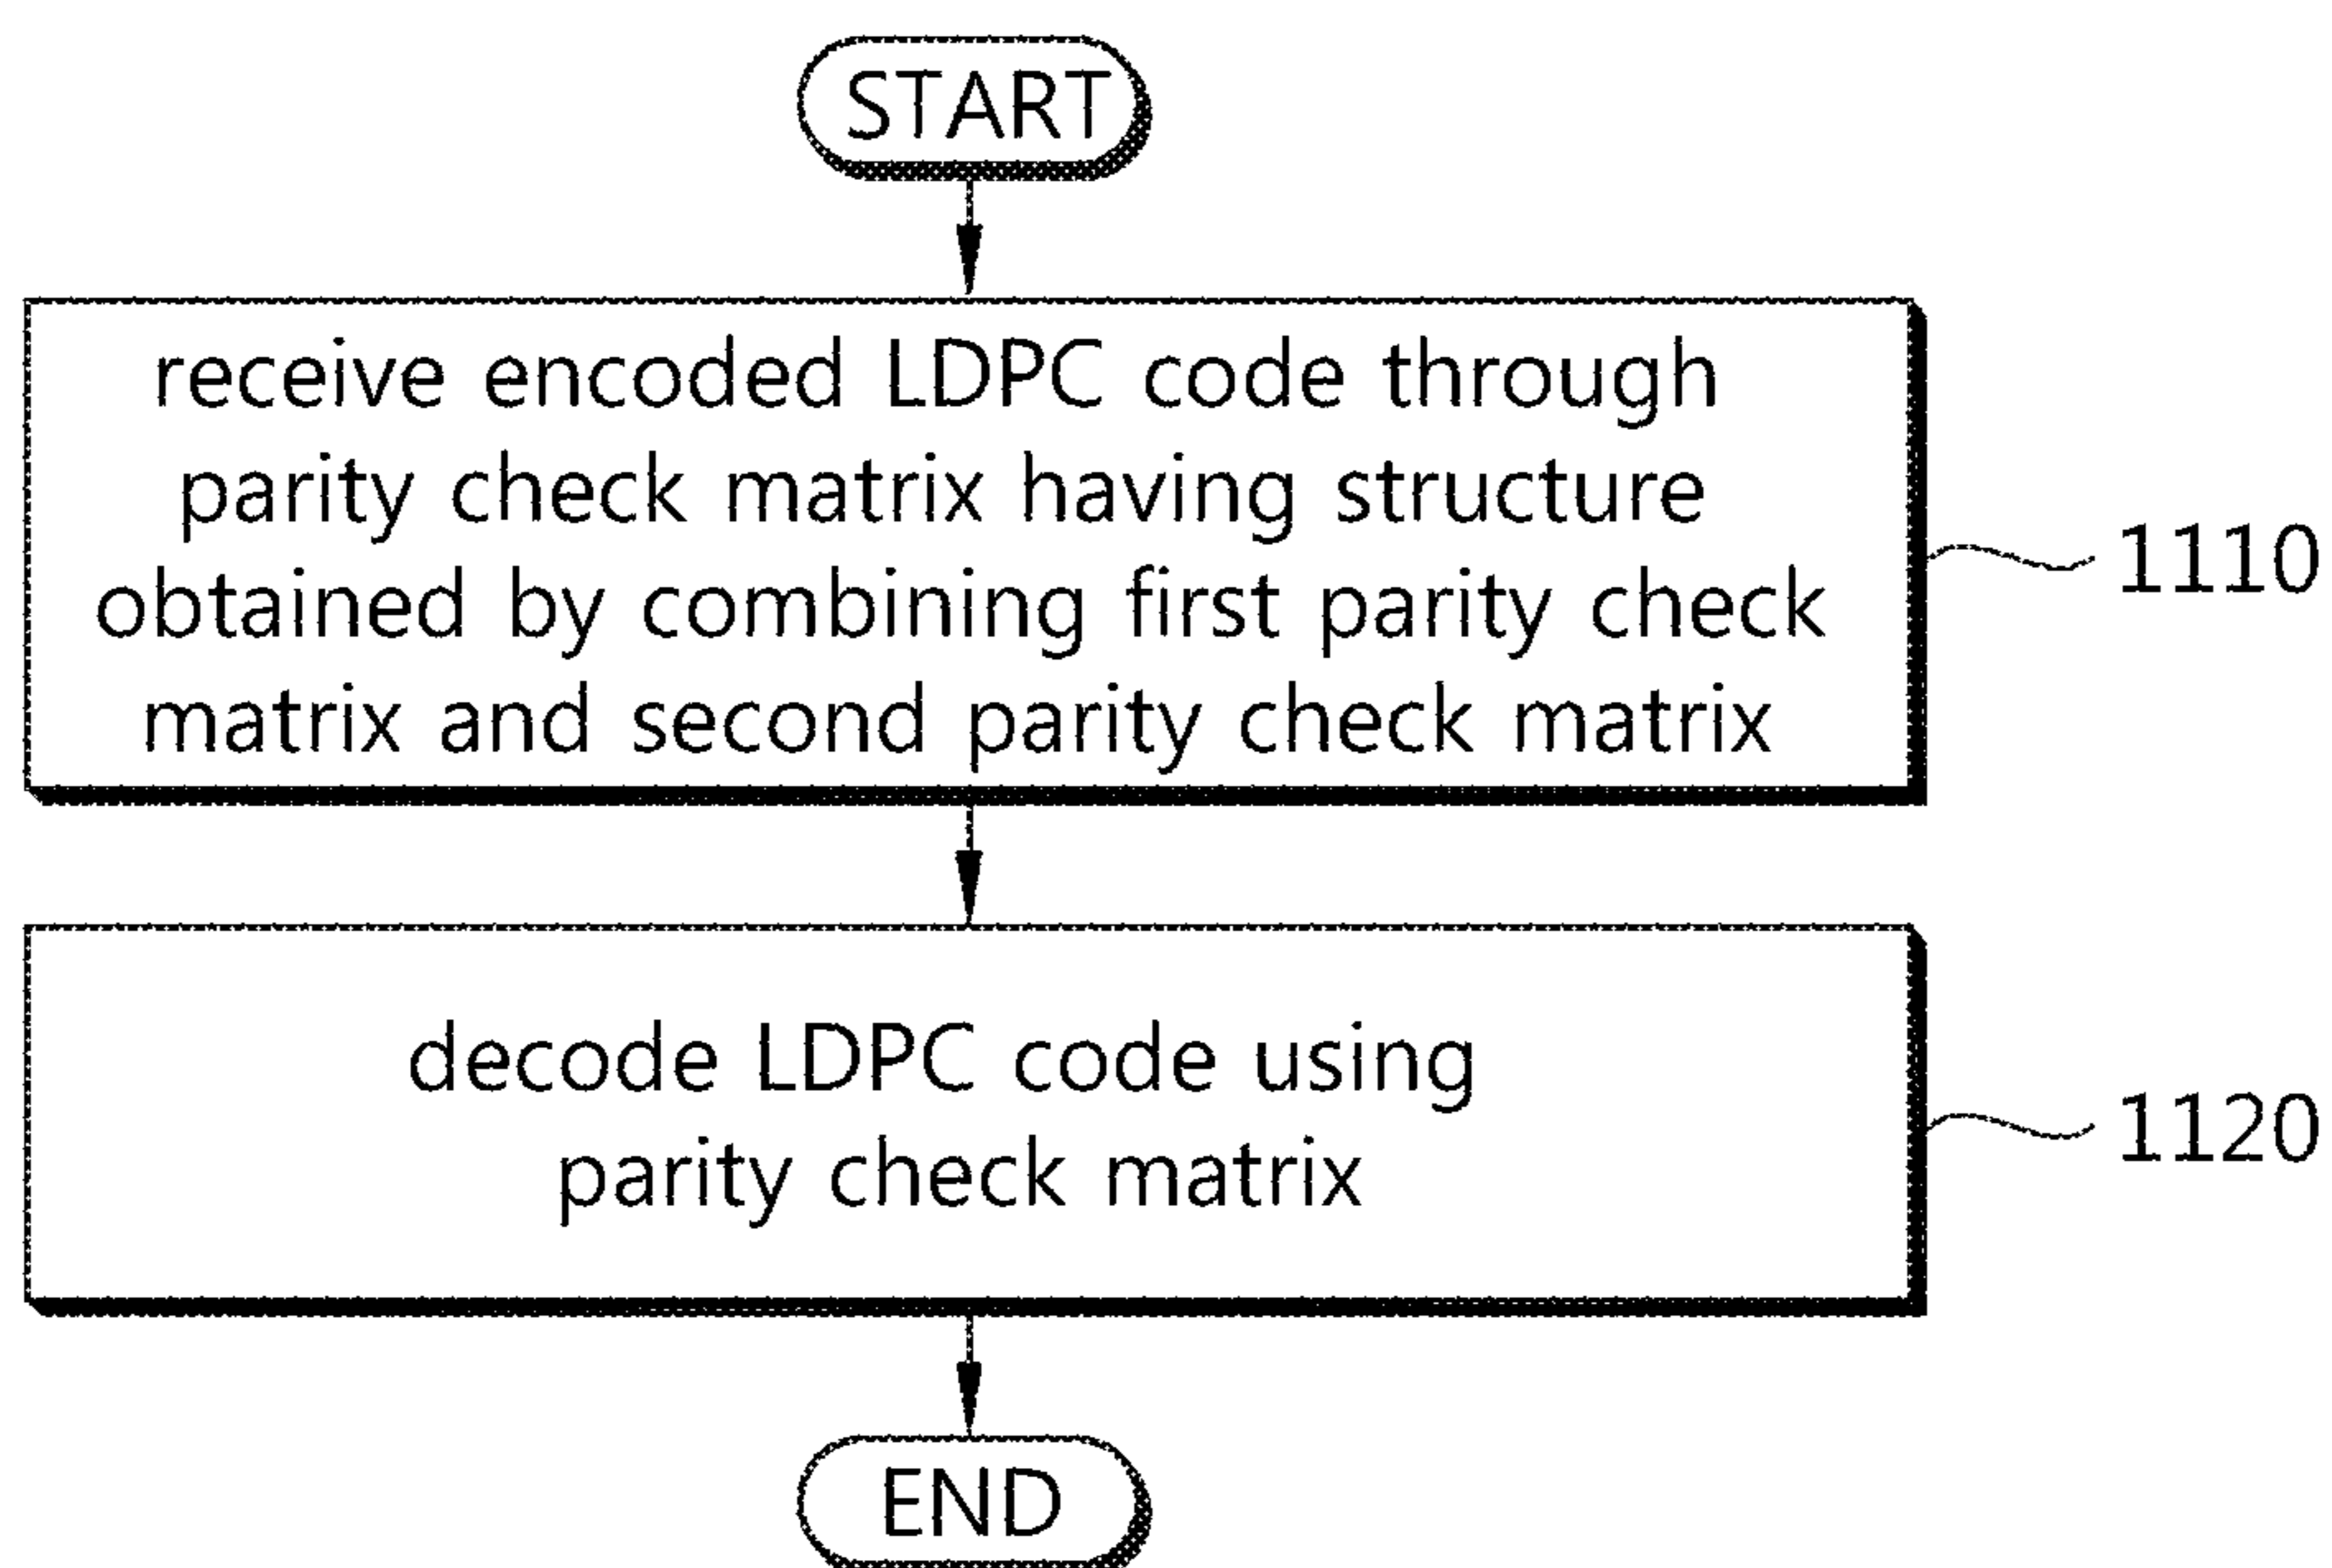 START
receive encoded LDPC code through
parity check matrix having structure
obtained by combining first parity check
matrix and second parity check matrix
1110
decode LDPC code using
parity check matrix
1120
END